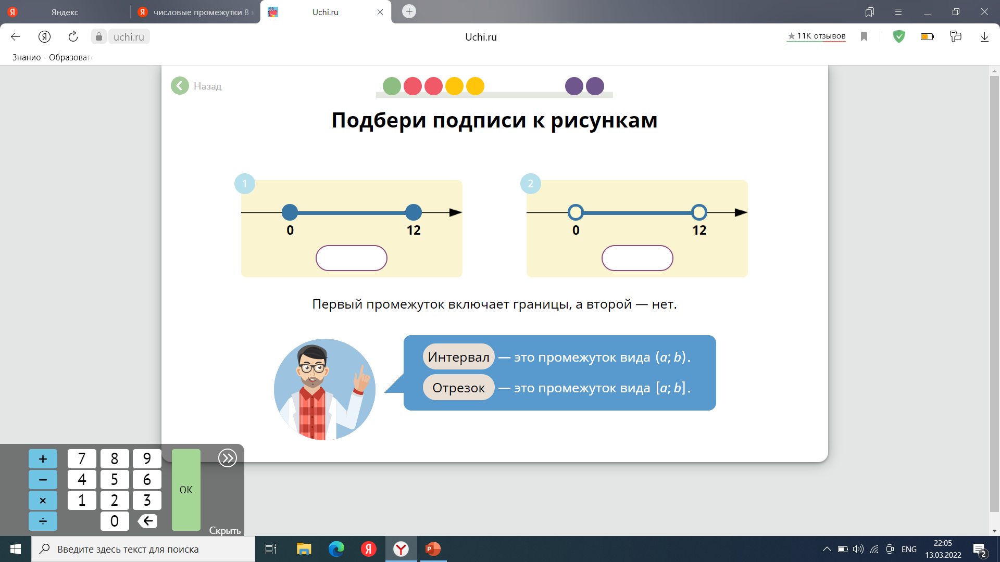 Яндекс
числовые промежутки 8
Uchi.ru
uchi.ru
Uchi.ru
11К отзывов
Знанио - Образоват
Назад
Подбери подписи к рисункам
1
0 12
2
0 12
Первый промежуток включает границы, а второй — нет.
Интервал — это промежуток вида (a; b).
Отрезок — это промежуток вида [a; b].
+ 7 8 9
− 4 5 6
× 1 2 3
÷ 0
OK
Скрыть
Введите здесь текст для поиска
ENG
22:05
13.03.2022
2